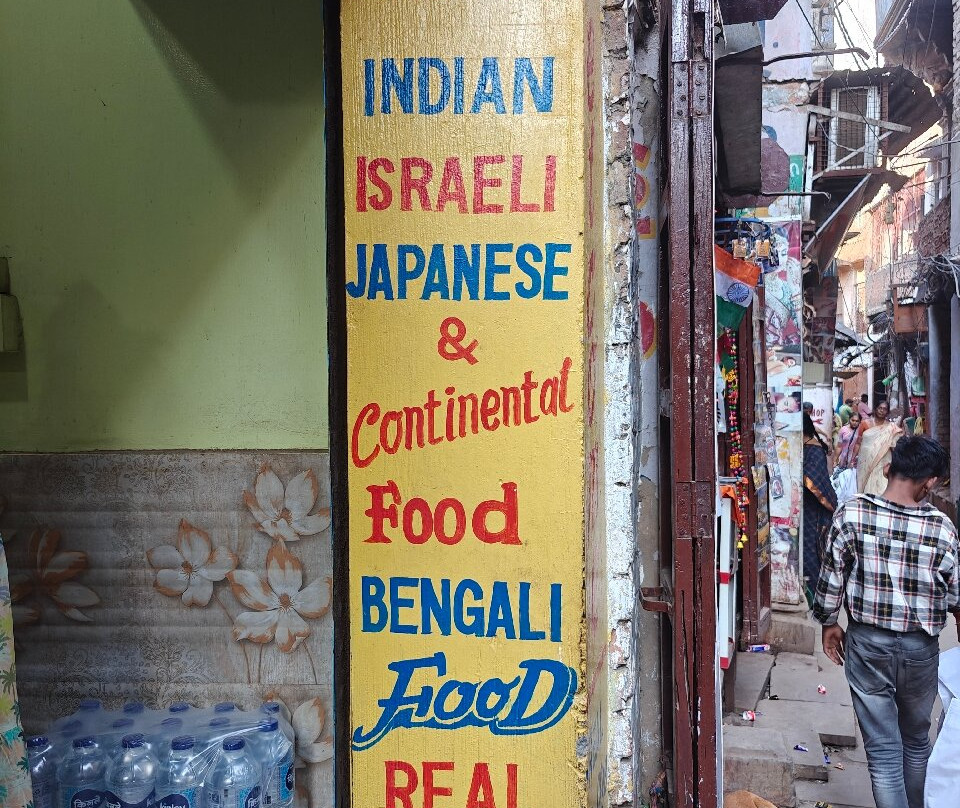 INDIAN
ISRAELI
JAPANESE
&
Continental
Food
BENGALI
FOOD
REAL